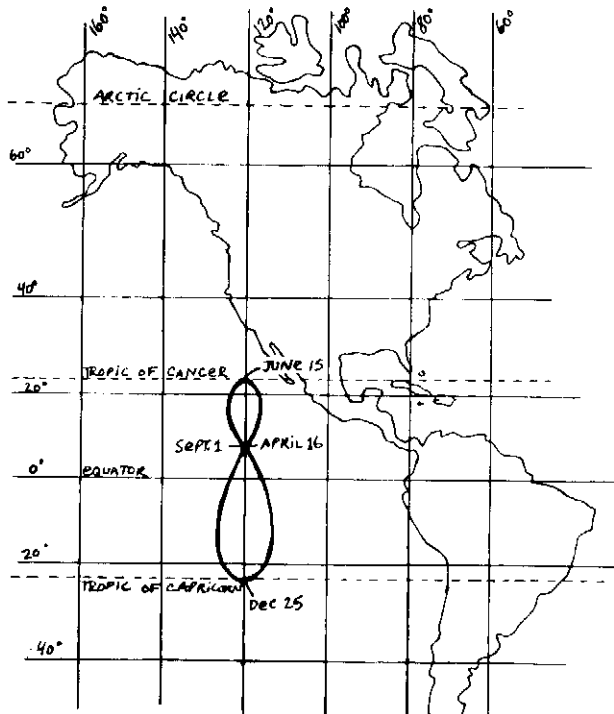 160°
140°
120°
100°
80°
60°
ARCTIC CIRCLE
60°
40°
TROPIC OF CANCER
JUNE 15
20°
SEPT. 1
APRIL 16
0°
EQUATOR
20°
TROPIC OF CAPRICORN
DEC 25
40°